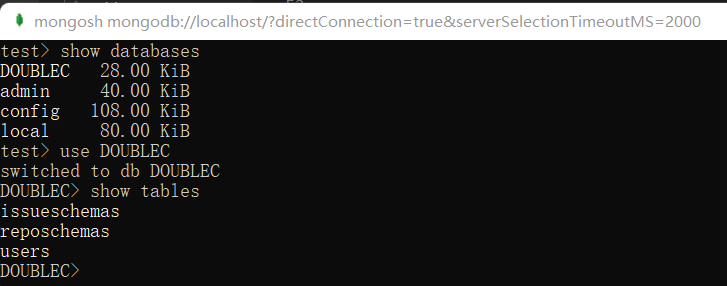 mongosh mongodb://localhost/?directConnection=true&serverSelectionTimeoutMS=2000
test> show databases
DOUBLEC   28.00 KiB
admin     40.00 KiB
config   108.00 KiB
local     80.00 KiB
test> use DOUBLEC
switched to db DOUBLEC
DOUBLEC> show tables
issueschemas
reposchemas
users
DOUBLEC>